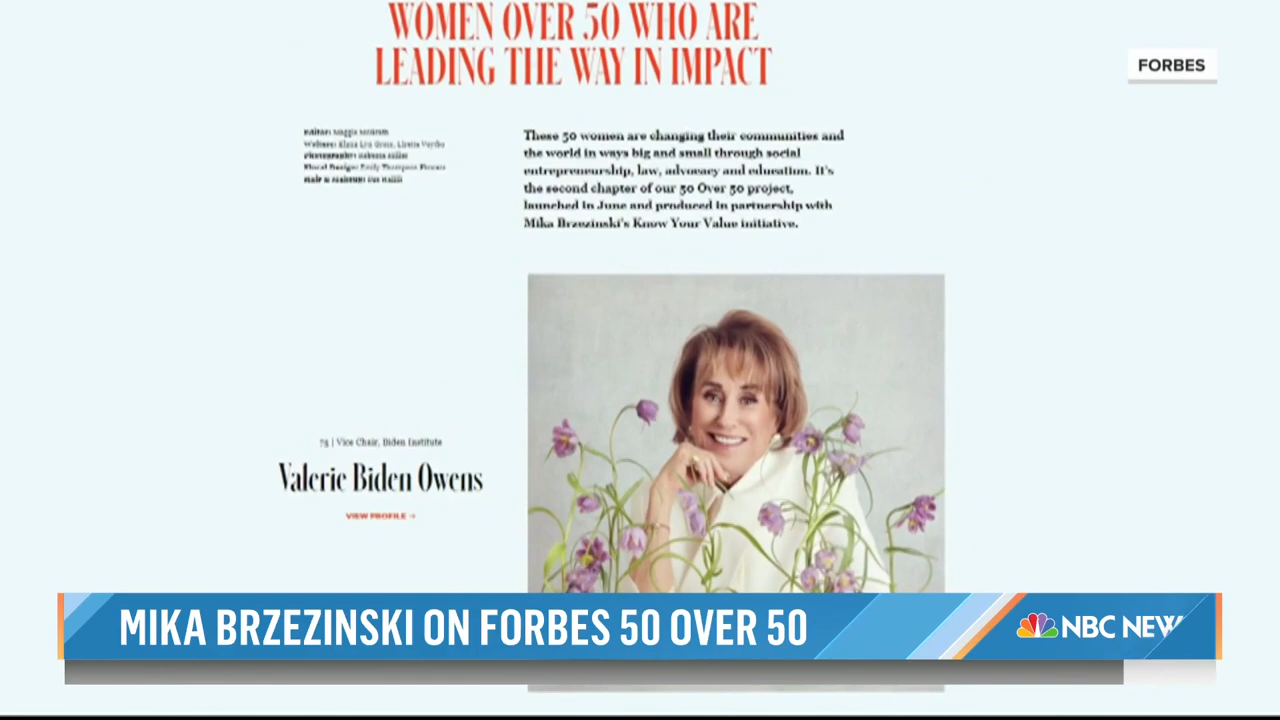 WOMEN OVER 50 WHO ARE
LEADING THE WAY IN IMPACT
FORBES
These 50 women are changing their communities and
the world in ways big and small through social
entrepreneurship, law, advocacy and education. It's
the second chapter of our 50 Over 50 project,
launched in June and produced in partnership with
Mika Brzezinski's Know Your Value initiative.
75 | Vice Chair, Biden Institute
Valerie Biden Owens
VIEW PROFILE →
MIKA BRZEZINSKI ON FORBES 50 OVER 50
NBC NEW